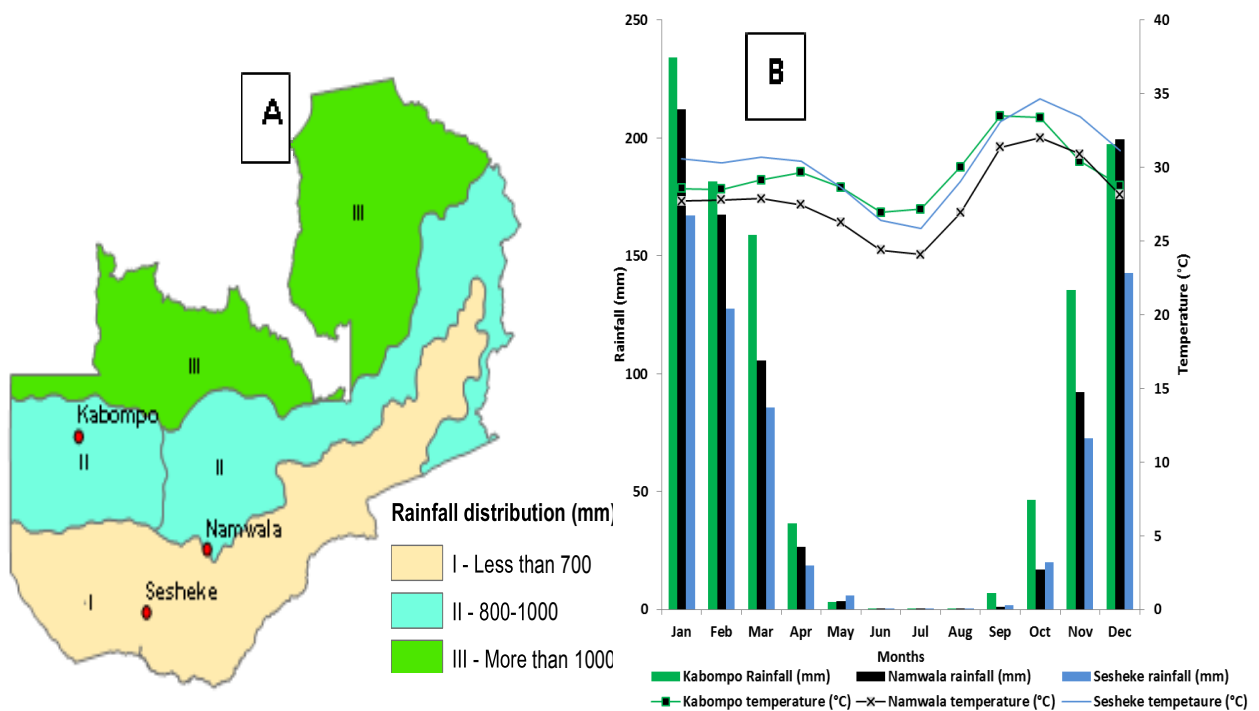 A
III
III
Kabompo
II
II
Namwala
Sesheke
I
Rainfall distribution (mm)
I - Less than 700
II - 800-1000
III - More than 1000
B
250
200
150
100
50
0
Rainfall (mm)
40
35
30
25
20
15
10
5
0
Temperature (°C)
Jan Feb Mar Apr May Jun Jul Aug Sep Oct Nov Dec
Months
Kabompo Rainfall (mm) Namwala rainfall (mm) Sesheke rainfall (mm)
Kabompo temperature (°C) Namwala temperature (°C) Sesheke tempetaure (°C)